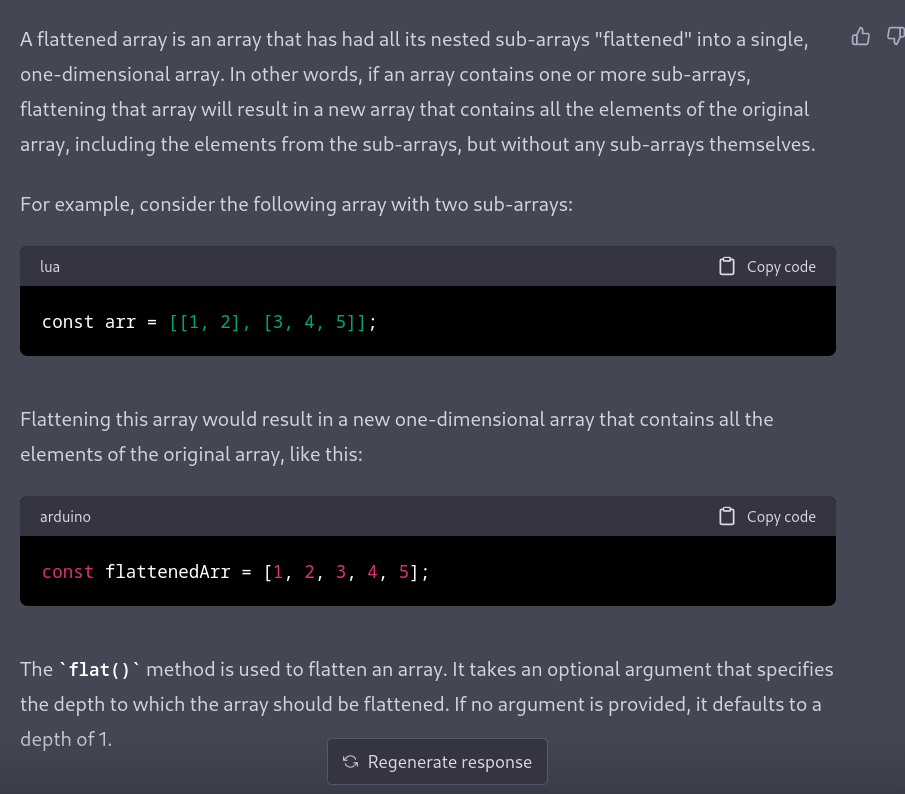 A flattened array is an array that has had all its nested sub-arrays "flattened" into a single,
one-dimensional array. In other words, if an array contains one or more sub-arrays,
flattening that array will result in a new array that contains all the elements of the original
array, including the elements from the sub-arrays, but without any sub-arrays themselves.
For example, consider the following array with two sub-arrays:
lua
Copy code
const arr = [[1, 2], [3, 4, 5]];
Flattening this array would result in a new one-dimensional array that contains all the
elements of the original array, like this:
arduino
Copy code
const flattenedArr = [1, 2, 3, 4, 5];
The `flat()` method is used to flatten an array. It takes an optional argument that specifies
the depth to which the array should be flattened. If no argument is provided, it defaults to a
depth of 1.
Regenerate response